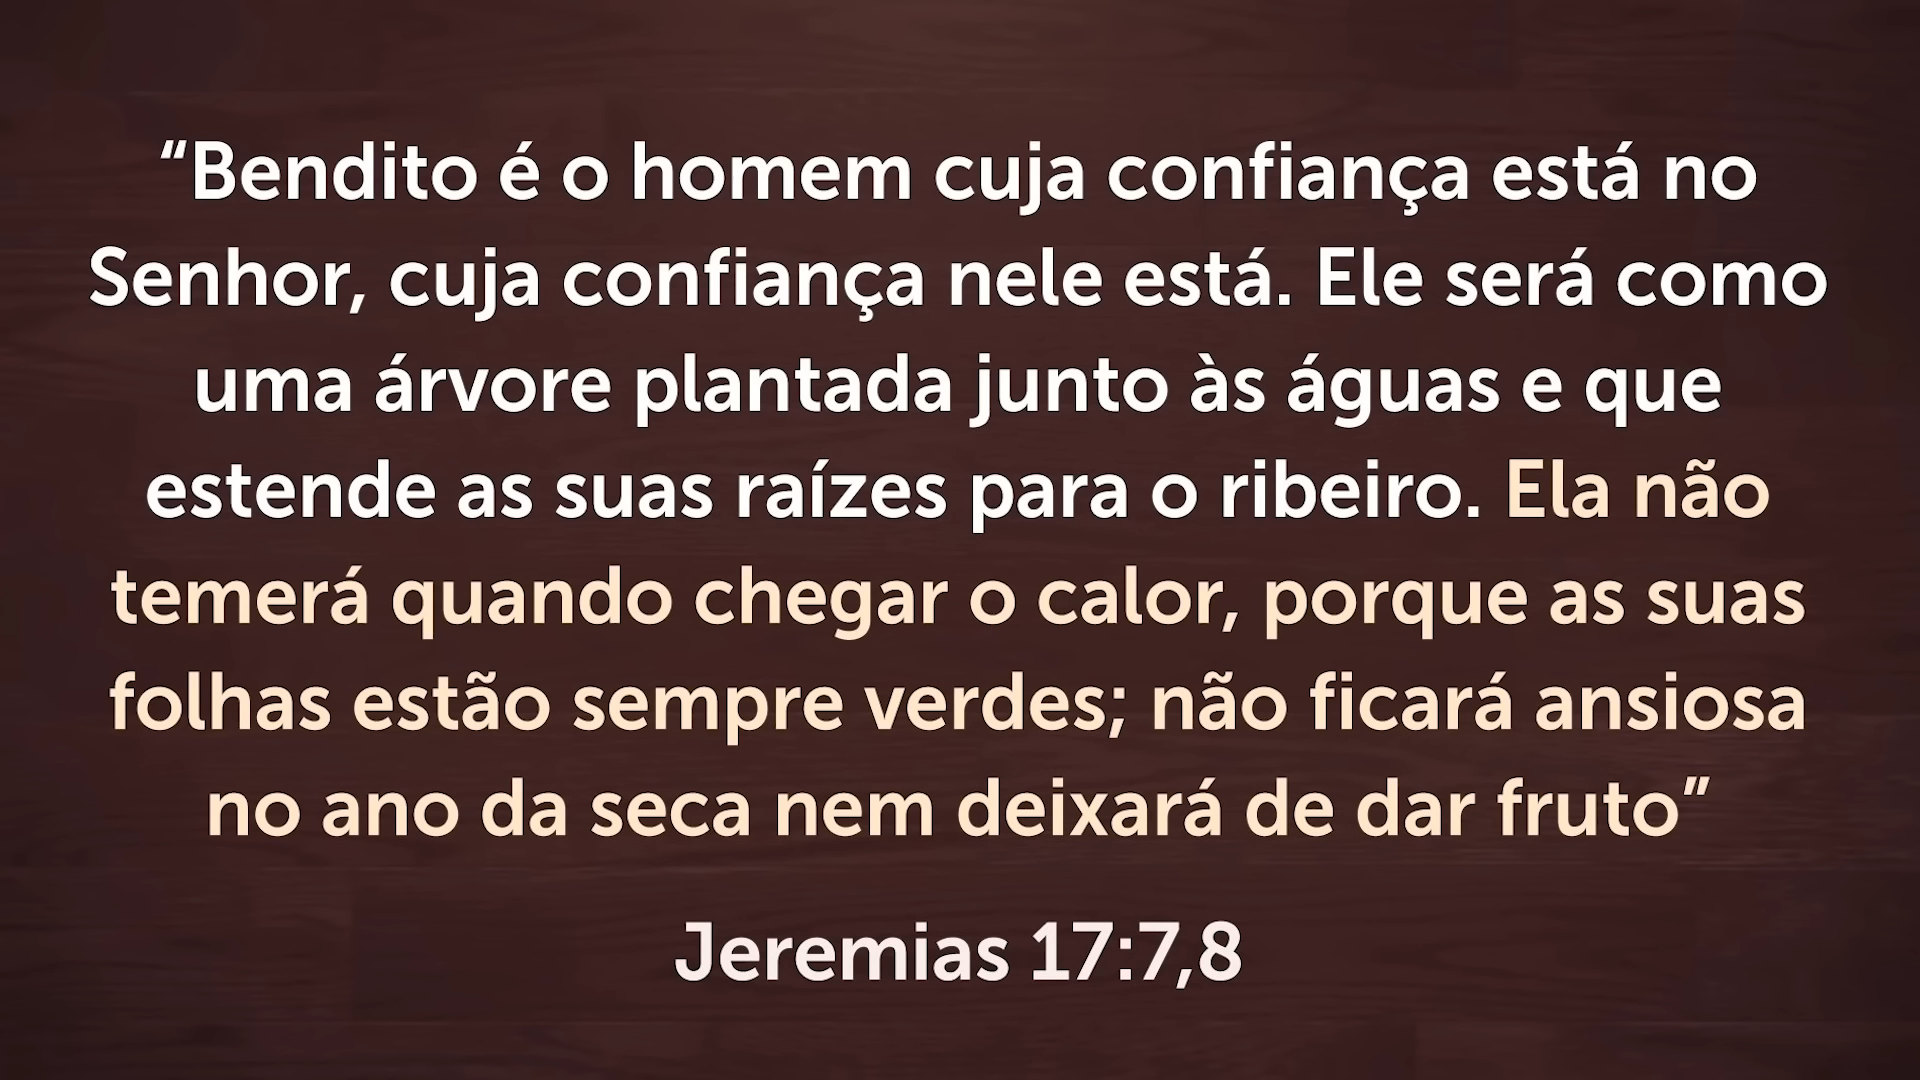 “Bendito é o homem cuja confiança está no
Senhor, cuja confiança nele está. Ele será como
uma árvore plantada junto às águas e que
estende as suas raízes para o ribeiro. Ela não
temerá quando chegar o calor, porque as suas
folhas estão sempre verdes; não ficará ansiosa
no ano da seca nem deixará de dar fruto”
Jeremias 17:7,8